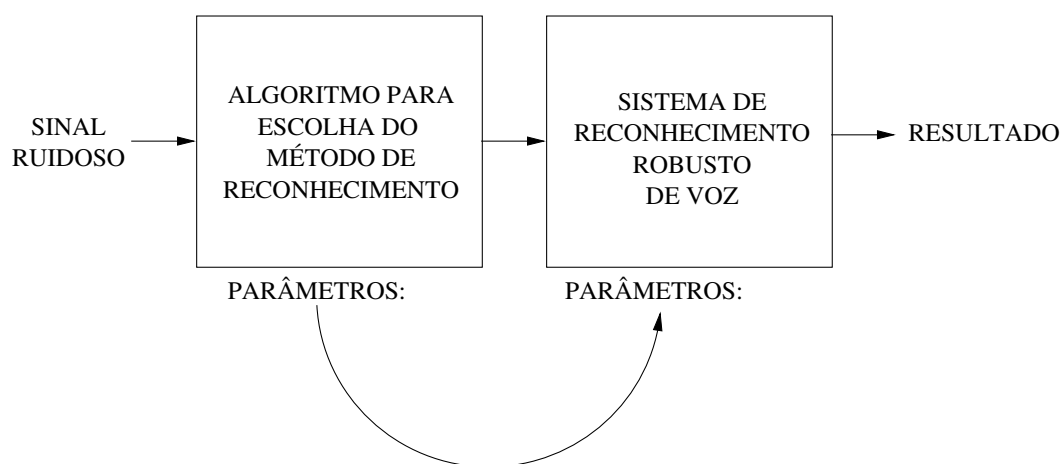 SINAL
RUIDOSO
ALGORITMO PARA
ESCOLHA DO
MÉTODO DE
RECONHECIMENTO
SISTEMA DE
RECONHECIMENTO
ROBUSTO
DE VOZ
RESULTADO
PARÂMETROS:
PARÂMETROS: